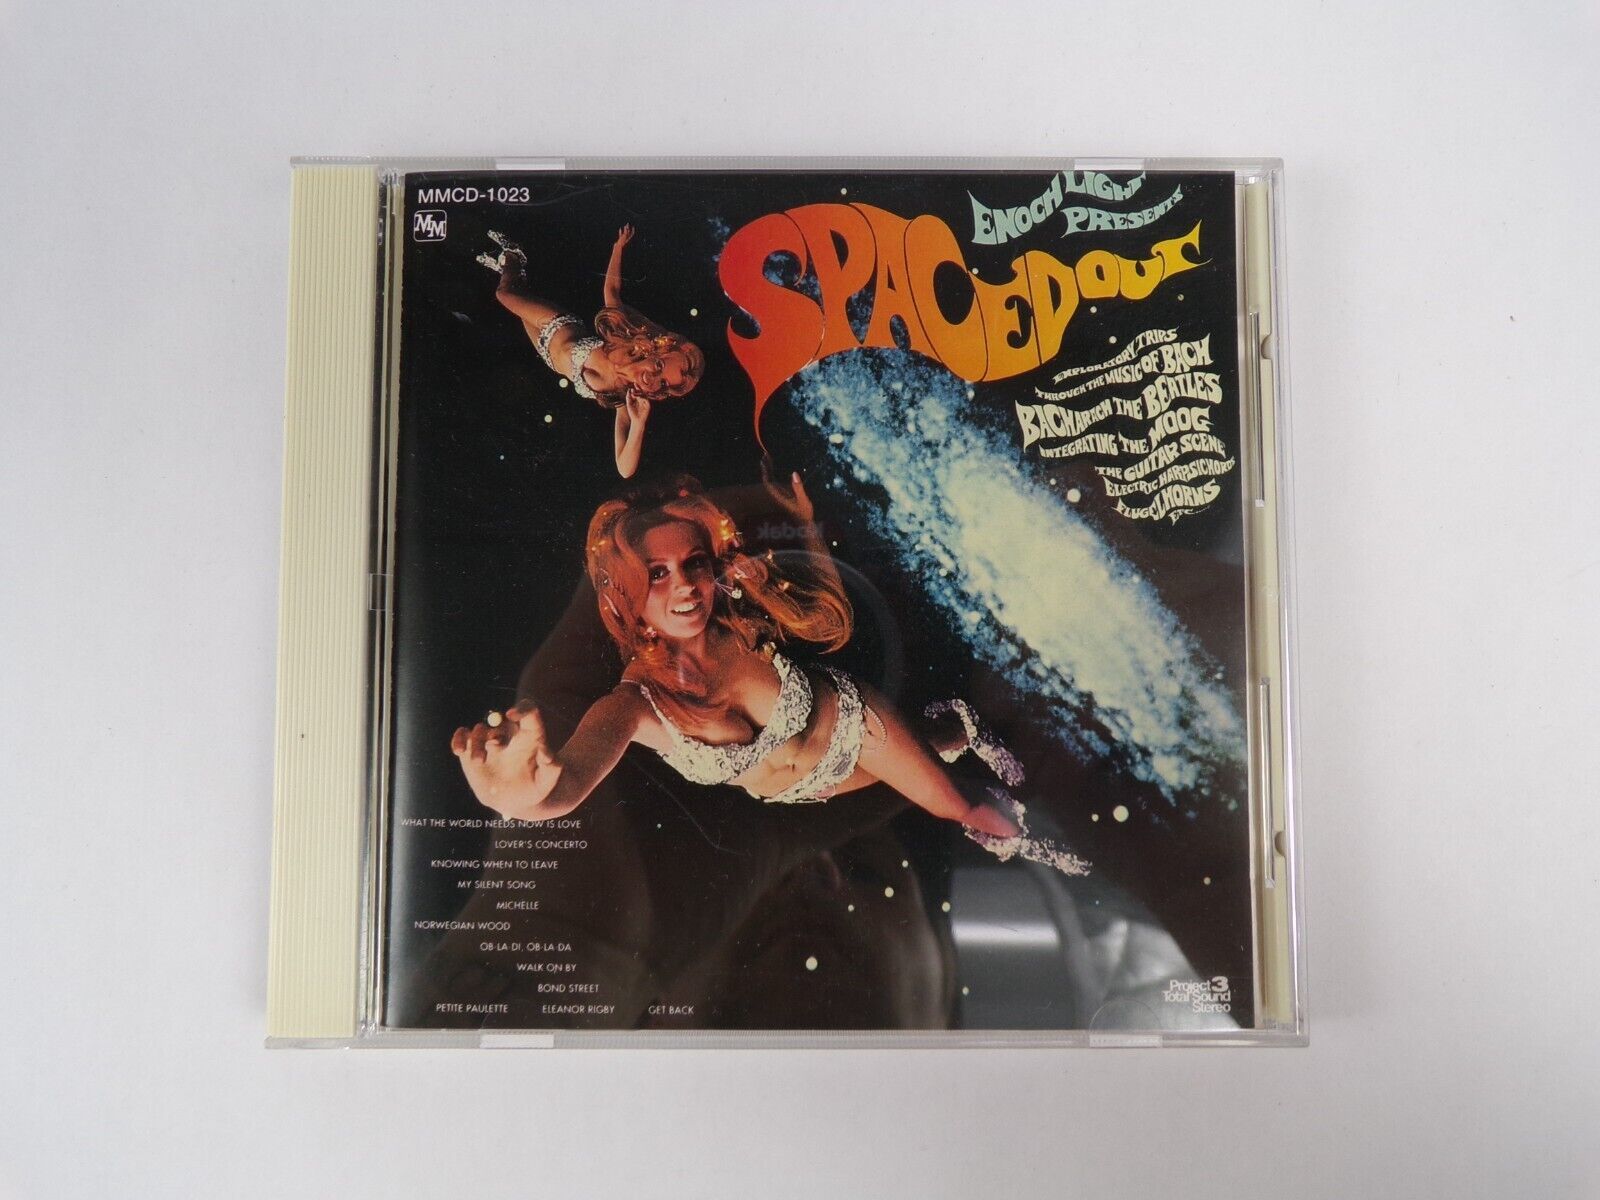 MMCD-1023
MM
ENOCH LIGHT
PRESENTS
SPACED OUT
EXPLORATORY TRIPS
THROUGH THE MUSIC OF BACH
BACHARACH THE BEATLES
INTEGRATING THE MOOG
THE GUITAR SCENE
ELECTRIC HARPSICHORDS
FLUGELHORNS
ETC....
Kodak
WHAT THE WORLD NEEDS NOW IS LOVE
LOVER'S CONCERTO
KNOWING WHEN TO LEAVE
MY SILENT SONG
MICHELLE
NORWEGIAN WOOD
OB-LA-DI, OB-LA-DA
WALK ON BY
BOND STREET
PETITE PAULETTE ELEANOR RIGBY GET BACK
Project 3
Total Sound
Stereo